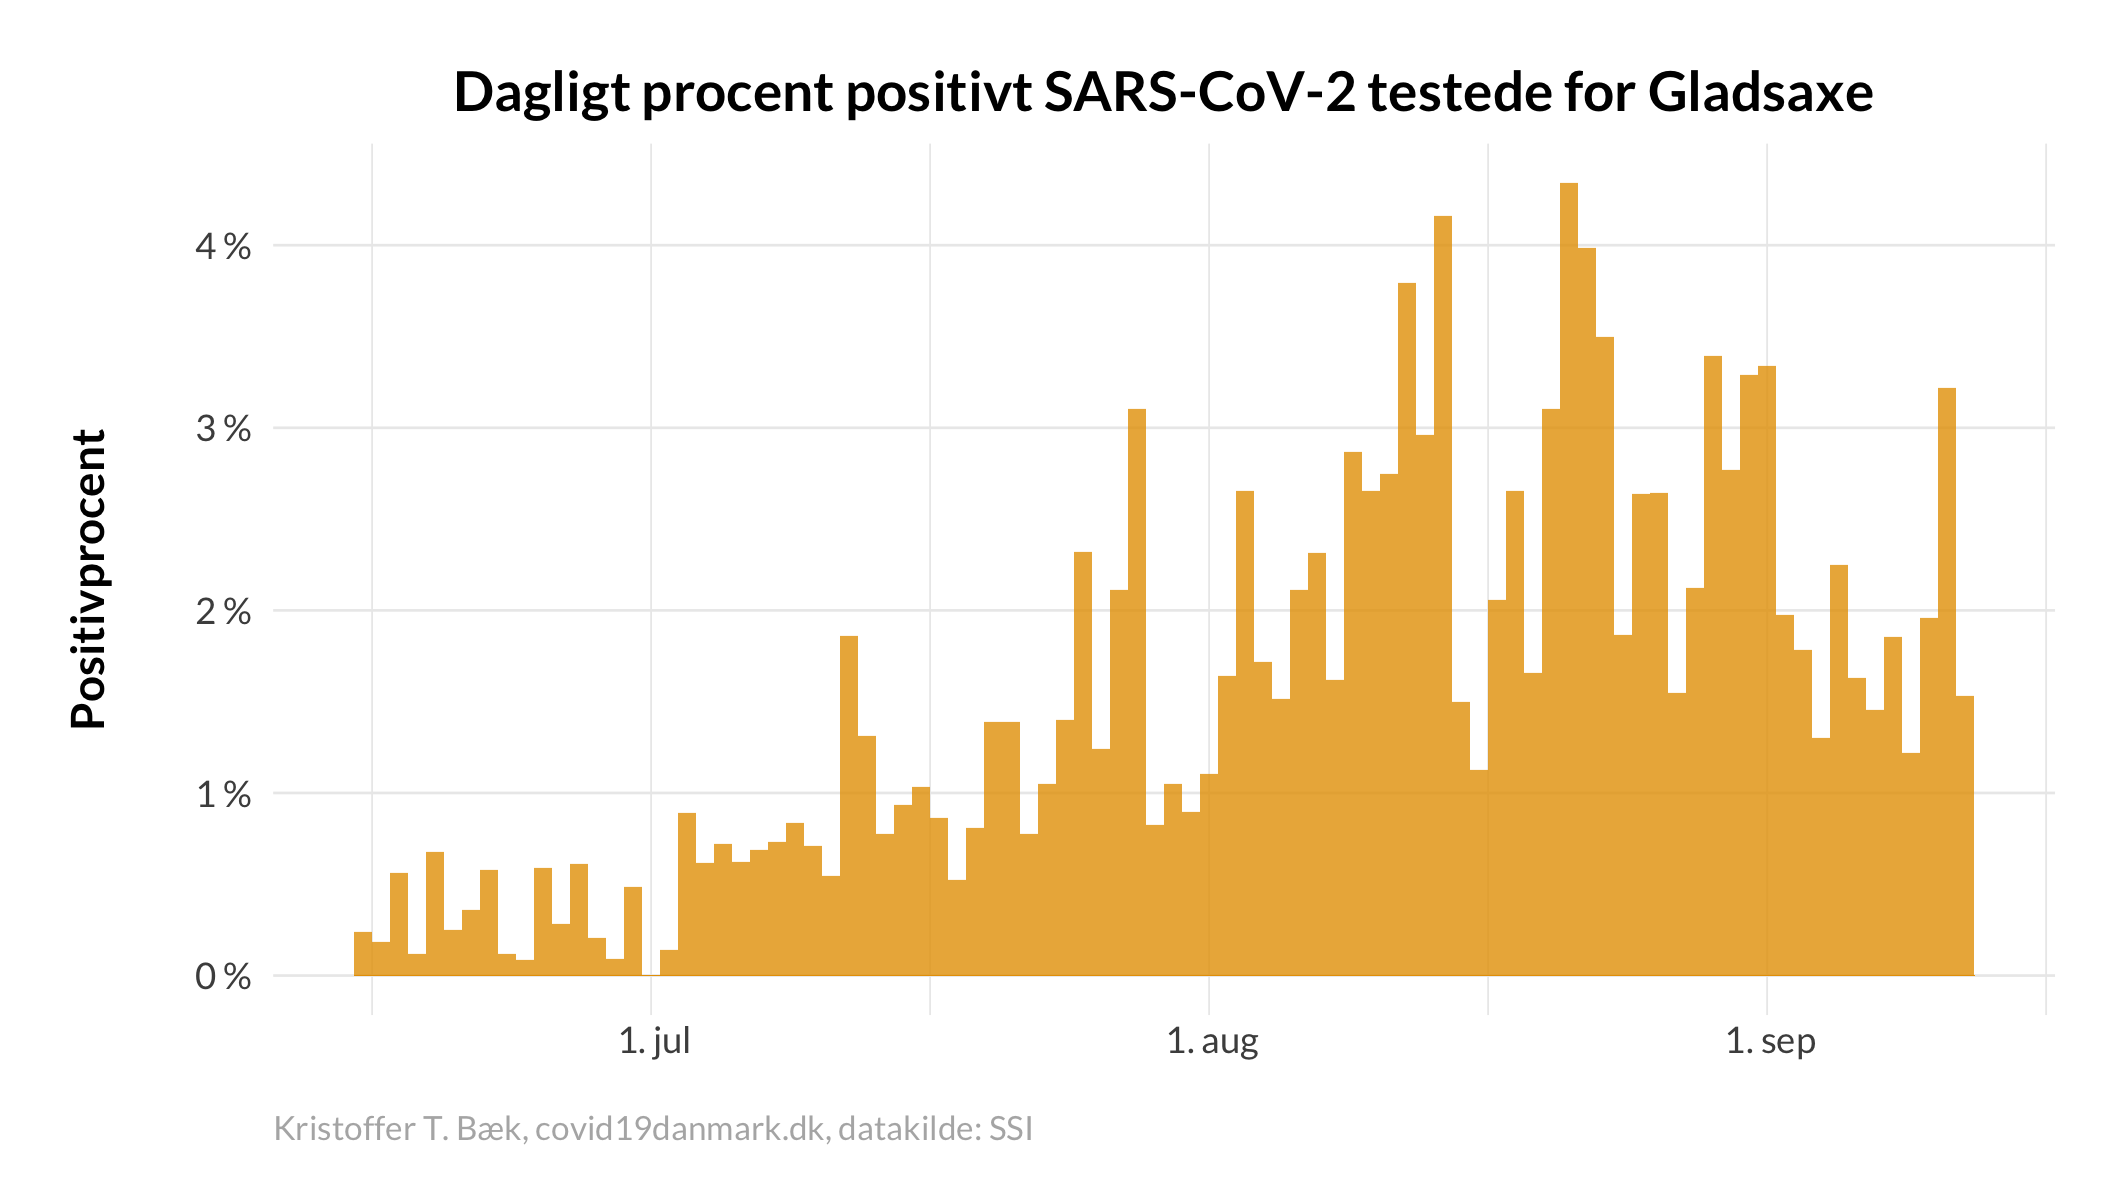 Dagligt procent positivt SARS-CoV-2 testede for Gladsaxe
Positivprocent
4 %
3 %
2 %
1 %
0 %
1. jul
1. aug
1. sep
Kristoffer T. Bæk, covid19danmark.dk, datakilde: SSI